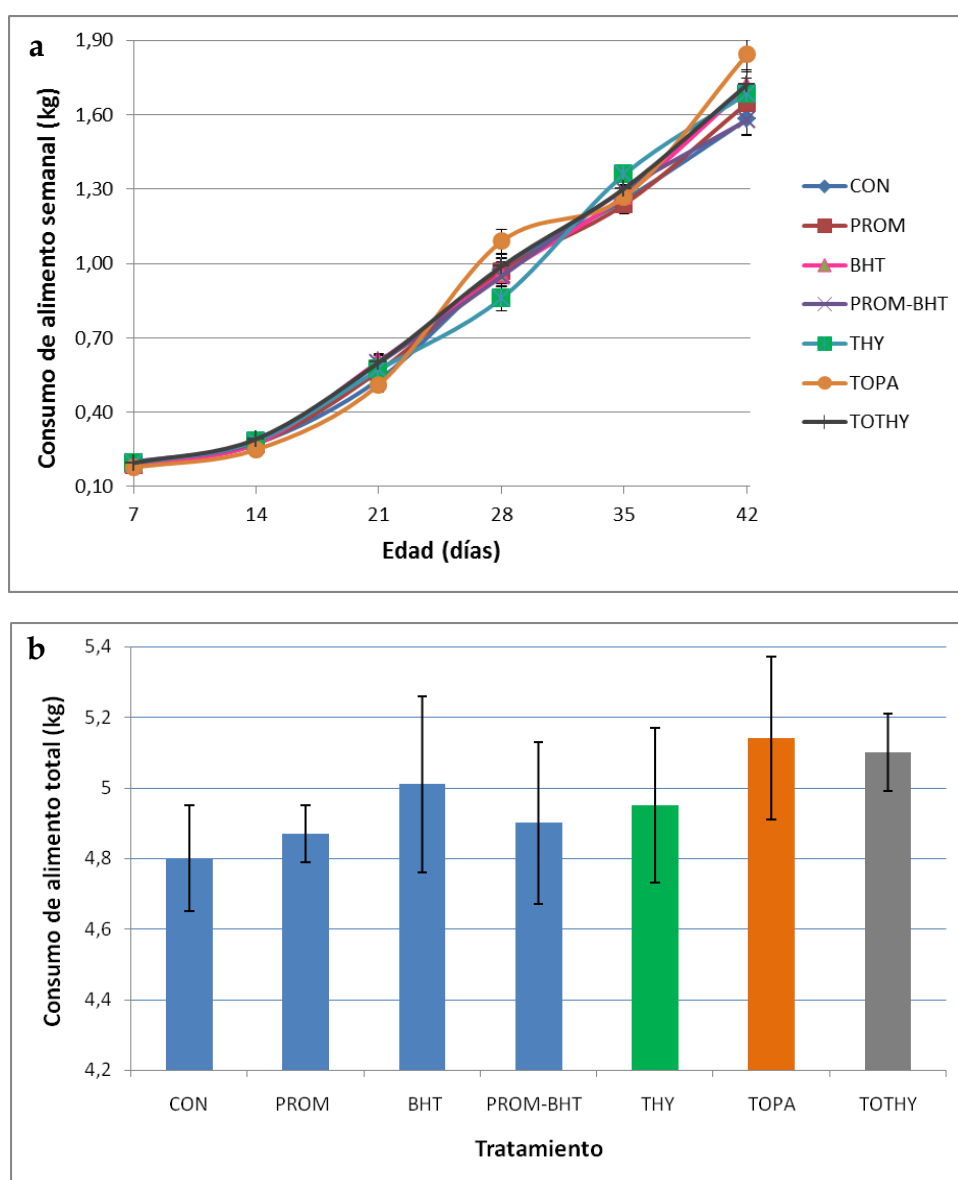 a
Consumo de alimento semanal (kg)
1,90
1,60
1,30
1,00
0,70
0,40
0,10
7 14 21 28 35 42
Edad (días)
CON
PROM
BHT
PROM-BHT
THY
TOPA
TOTHY
b
Consumo de alimento total (kg)
5,4
5,2
5
4,8
4,6
4,4
4,2
CON PROM BHT PROM-BHT THY TOPA TOTHY
Tratamiento